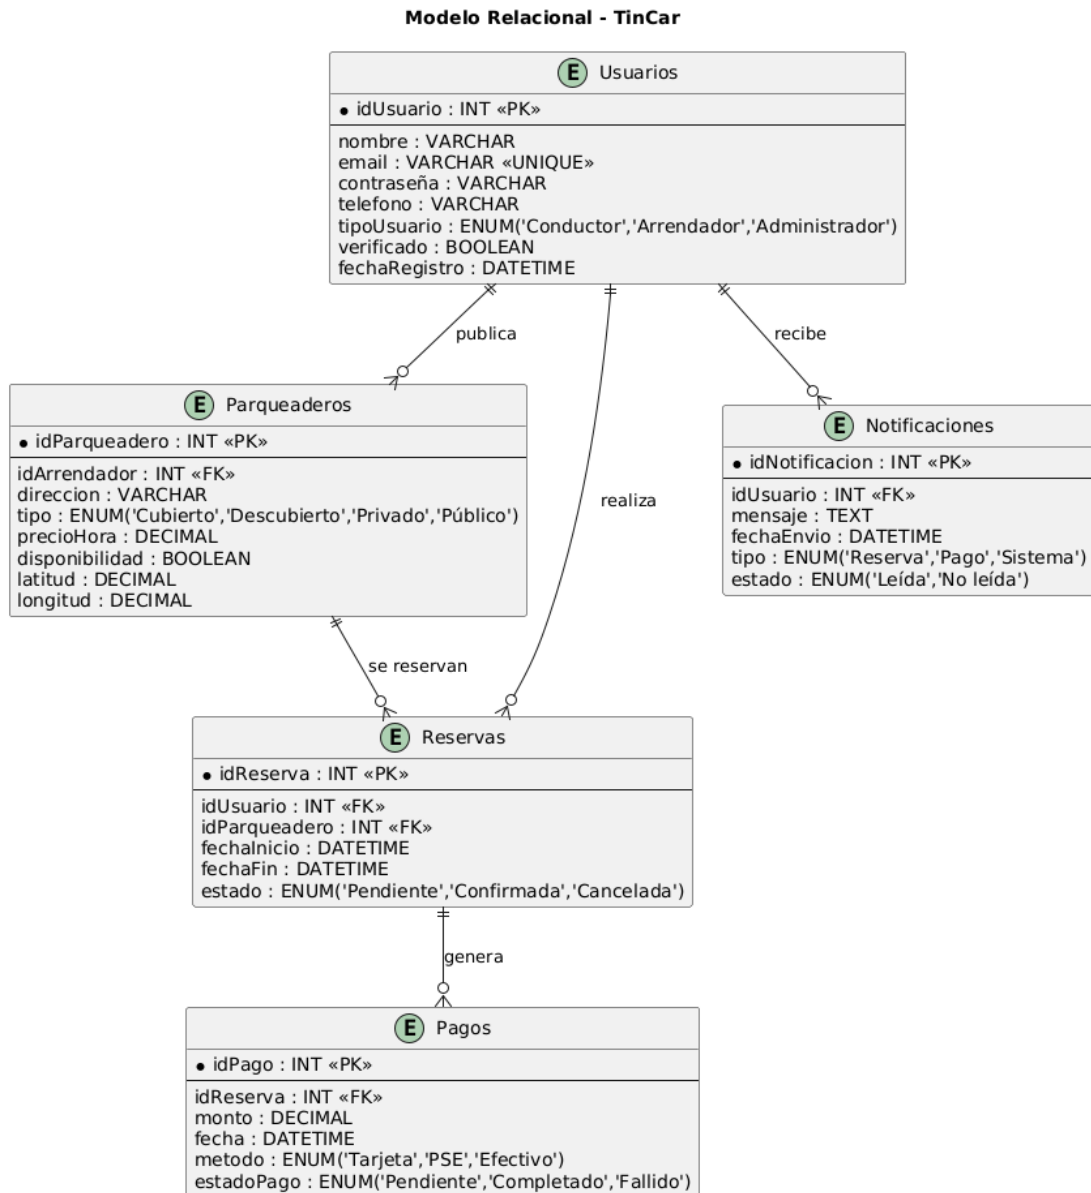 Modelo Relacional - TinCar
E Usuarios
idUsuario : INT «PK»
nombre : VARCHAR
email : VARCHAR «UNIQUE»
contraseña : VARCHAR
telefono : VARCHAR
tipoUsuario : ENUM('Conductor','Arrendador','Administrador')
verificado : BOOLEAN
fechaRegistro : DATETIME
publica
recibe
E Parqueaderos
idParqueadero : INT «PK»
idArrendador : INT «FK»
direccion : VARCHAR
tipo : ENUM('Cubierto','Descubierto','Privado','Público')
precioHora : DECIMAL
disponibilidad : BOOLEAN
latitud : DECIMAL
longitud : DECIMAL
realiza
E Notificaciones
idNotificacion : INT «PK»
idUsuario : INT «FK»
mensaje : TEXT
fechaEnvio : DATETIME
tipo : ENUM('Reserva','Pago','Sistema')
estado : ENUM('Leída','No leída')
se reservan
E Reservas
idReserva : INT «PK»
idUsuario : INT «FK»
idParqueadero : INT «FK»
fechaInicio : DATETIME
fechaFin : DATETIME
estado : ENUM('Pendiente','Confirmada','Cancelada')
genera
E Pagos
idPago : INT «PK»
idReserva : INT «FK»
monto : DECIMAL
fecha : DATETIME
metodo : ENUM('Tarjeta','PSE','Efectivo')
estadoPago : ENUM('Pendiente','Completado','Fallido')